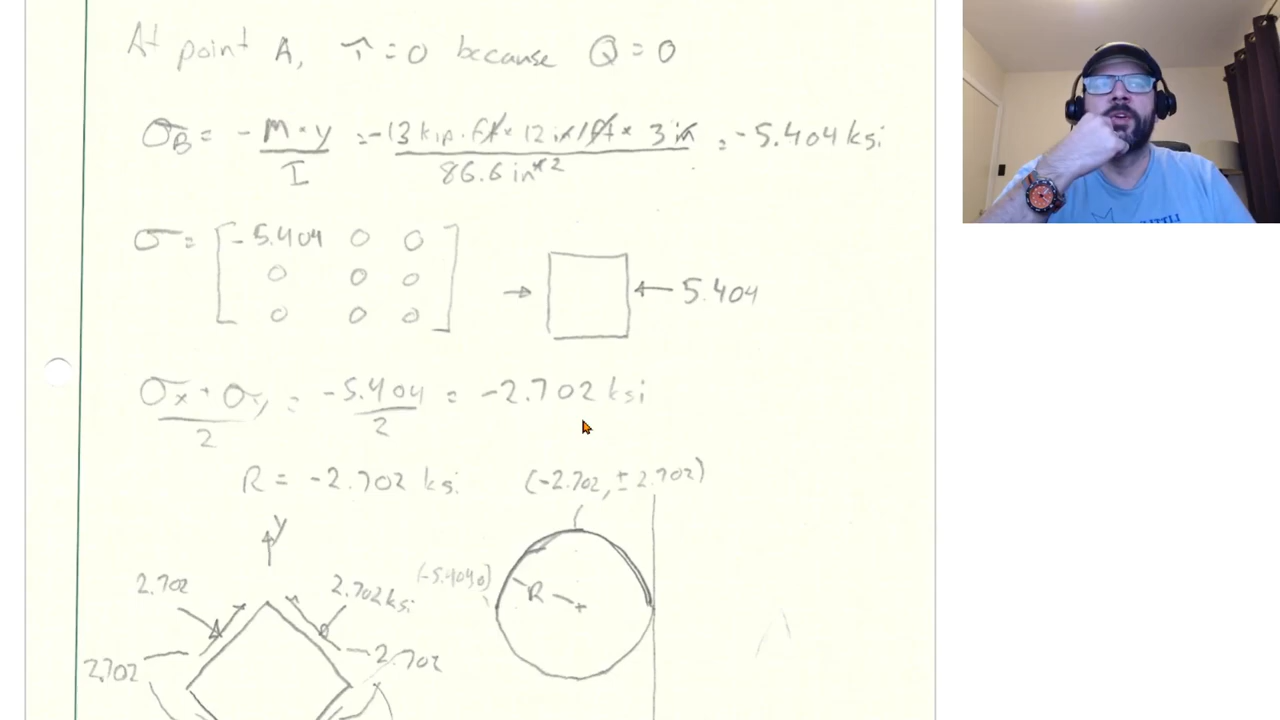 At point A, τ = 0 because Q = 0
σB = - M · y / I = -13 kip·ft × 12 in/1ft × 3 in / 86.6 in^2 = -5.404 ksi
σ = [ -5.404 0 0
0 0 0
0 0 0 ]
→ ← 5.404
σx + σy / 2 = -5.404 / 2 = -2.702 ksi
R = -2.702 ksi (-2.702, ± 2.702)
y
2.702 2.702 ksi (-5.404,0)
R
2.702 2.702